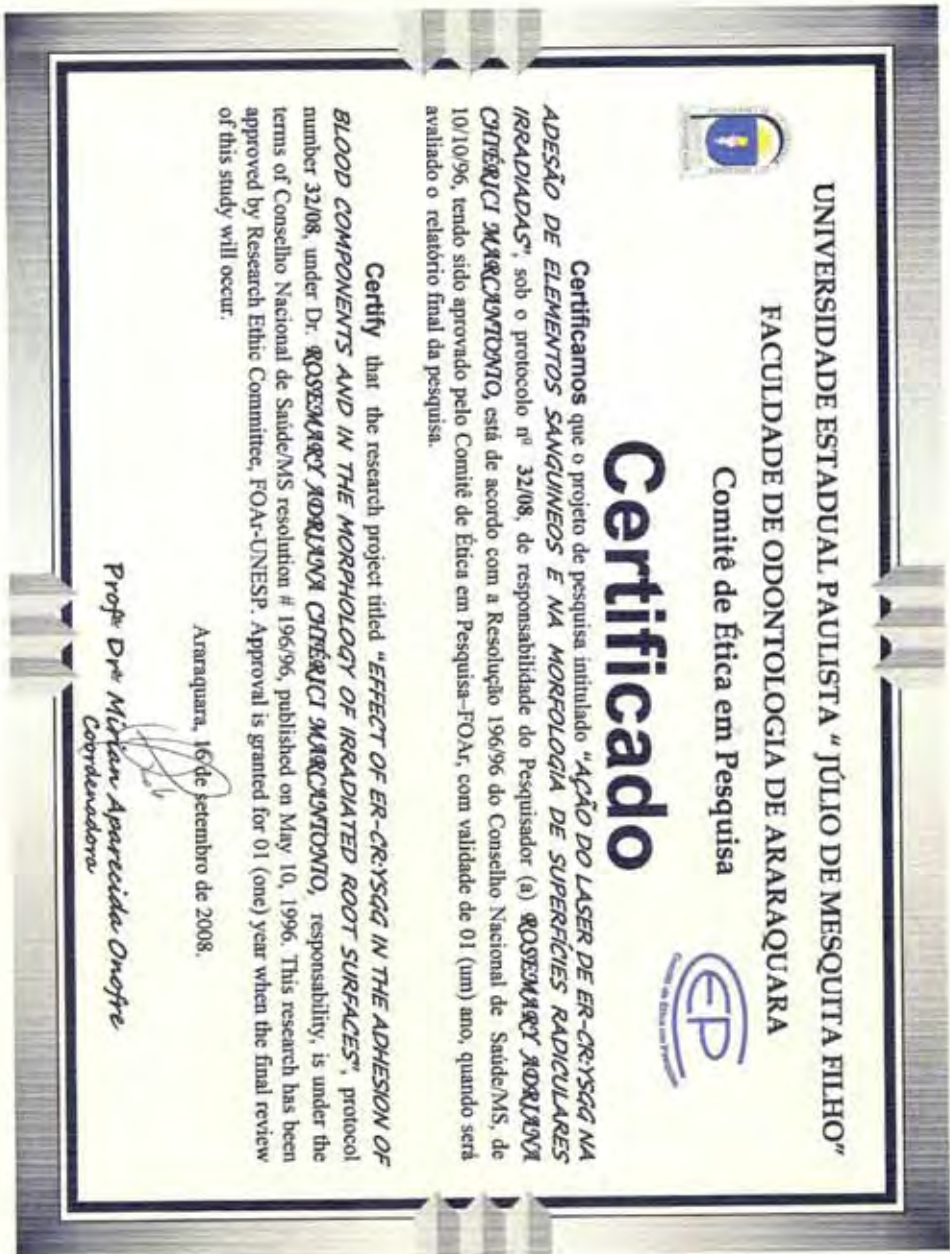 UNIVERSIDADE ESTADUAL PAULISTA "JÚLIO DE MESQUITA FILHO"
FACULDADE DE ODONTOLOGIA DE ARARAQUARA
Comitê de Ética em Pesquisa
CEP
Certificado
Certificamos que o projeto de pesquisa intitulado "AÇÃO DO LASER DE ER-CRYSGG NA
ADESÃO DE ELEMENTOS SANGUINEOS E NA MORFOLOGIA DE SUPERFÍCIES RADICULARES
IRRADIADAS", sob o protocolo nº 32/08, de responsabilidade do Pesquisador (a) ROSEMARY ADRIANA
CHIÉRICI MARCANTONIO, está de acordo com a Resolução 196/96 do Conselho Nacional de Saúde/MS, de
10/10/96, tendo sido aprovado pelo Comitê de Ética em Pesquisa-FOAr, com validade de 01 (um) ano, quando será
avaliado o relatório final da pesquisa.
Certify that the research project titled "EFFECT OF ER-CRYSGG IN THE ADHESION OF
BLOOD COMPONENTS AND IN THE MORPHOLOGY OF IRRADIATED ROOT SURFACES", protocol
number 32/08, under Dr. ROSEMARY ADRIANA CHIÉRICI MARCANTONIO, responsability, is under the
terms of Conselho Nacional de Saúde/MS resolution # 196/96, published on May 10, 1996. This research has been
approved by Research Ethic Committee, FOAr-UNESP. Approval is granted for 01 (one) year when the final review
of this study will occur.
Araraquara, 16 de setembro de 2008.
Profª Drª Mirian Aparecida Onofre
Coordenadora